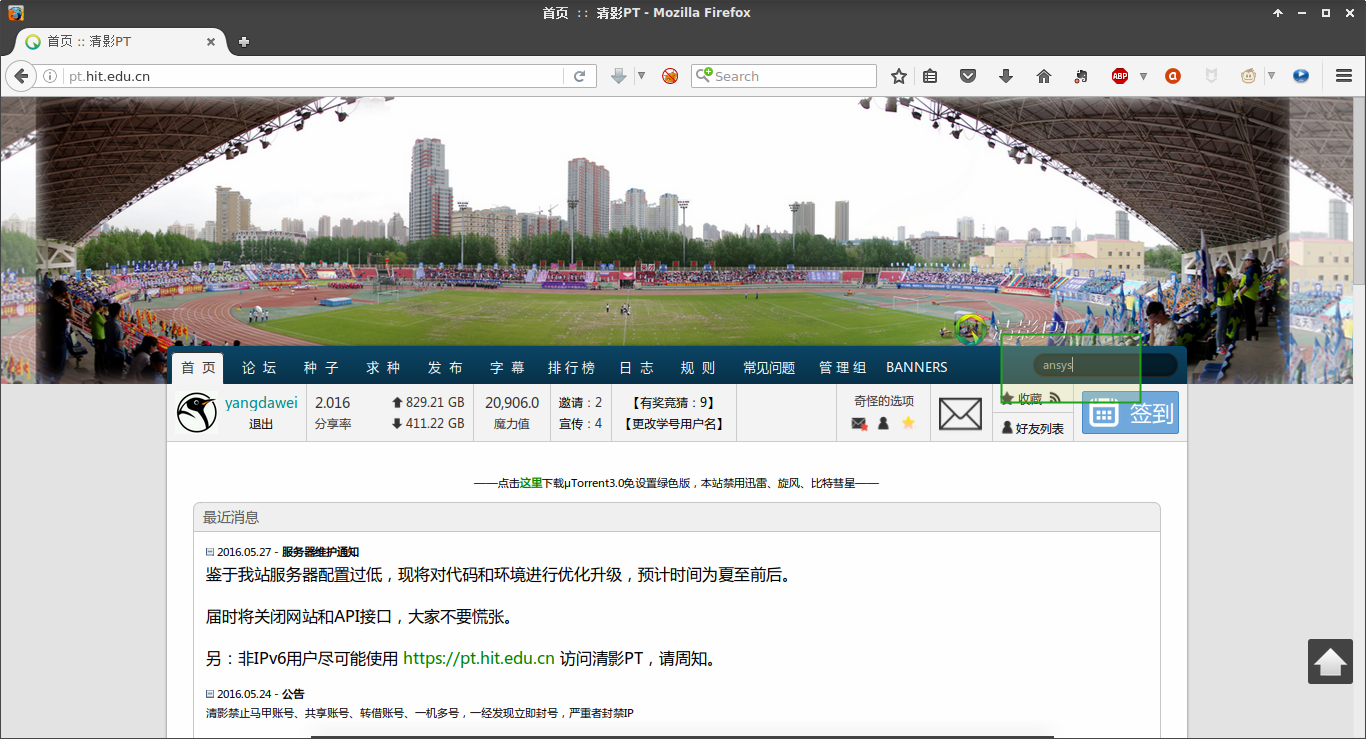 首页 :: 清影PT - Mozilla Firefox
首页 :: 清影PT
pt.hit.edu.cn
Search
ABP
清影PT
首 页 论 坛 种 子 求 种 发 布 字 幕 排 行 榜 日 志 规 则 常见问题 管 理 组 BANNERS
ansys
yangdawei
退出
2.016
分享率
829.21 GB
411.22 GB
20,906.0
魔力值
邀请：2
宣传：4
【有奖竞猜：9】
【更改学号用户名】
奇怪的选项
收藏
好友列表
签到
——点击这里下载μTorrent3.0免设置绿色版，本站禁用迅雷、旋风、比特彗星——
最近消息
2016.05.27 - 服务器维护通知
鉴于我站服务器配置过低，现将对代码和环境进行优化升级，预计时间为夏至前后。
届时将关闭网站和API接口，大家不要慌张。
另：非IPv6用户尽可能使用 https://pt.hit.edu.cn 访问清影PT，请周知。
2016.05.24 - 公告
清影禁止马甲账号、共享账号、转借账号、一机多号，一经发现立即封号，严重者封禁IP